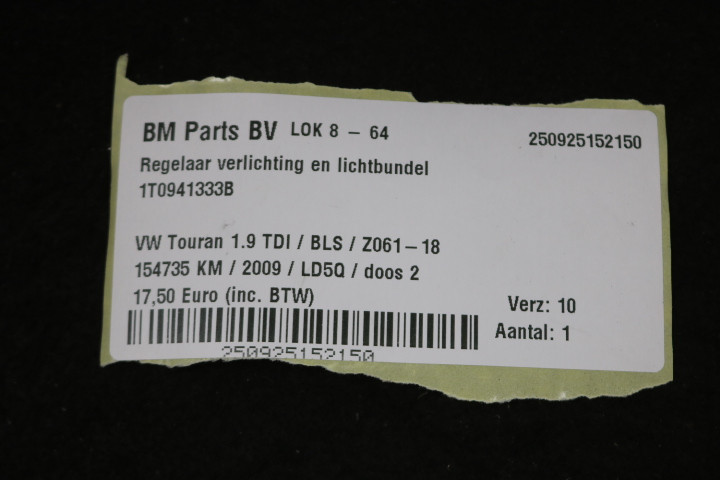 BM Parts BV LOK 8 - 64
250925152150
Regelaar verlichting en lichtbundel
1T0941333B
VW Touran 1.9 TDI / BLS / Z061-18
154735 KM / 2009 / LD5Q / doos 2
17,50 Euro (inc. BTW)
Verz: 10
Aantal: 1
250925152150